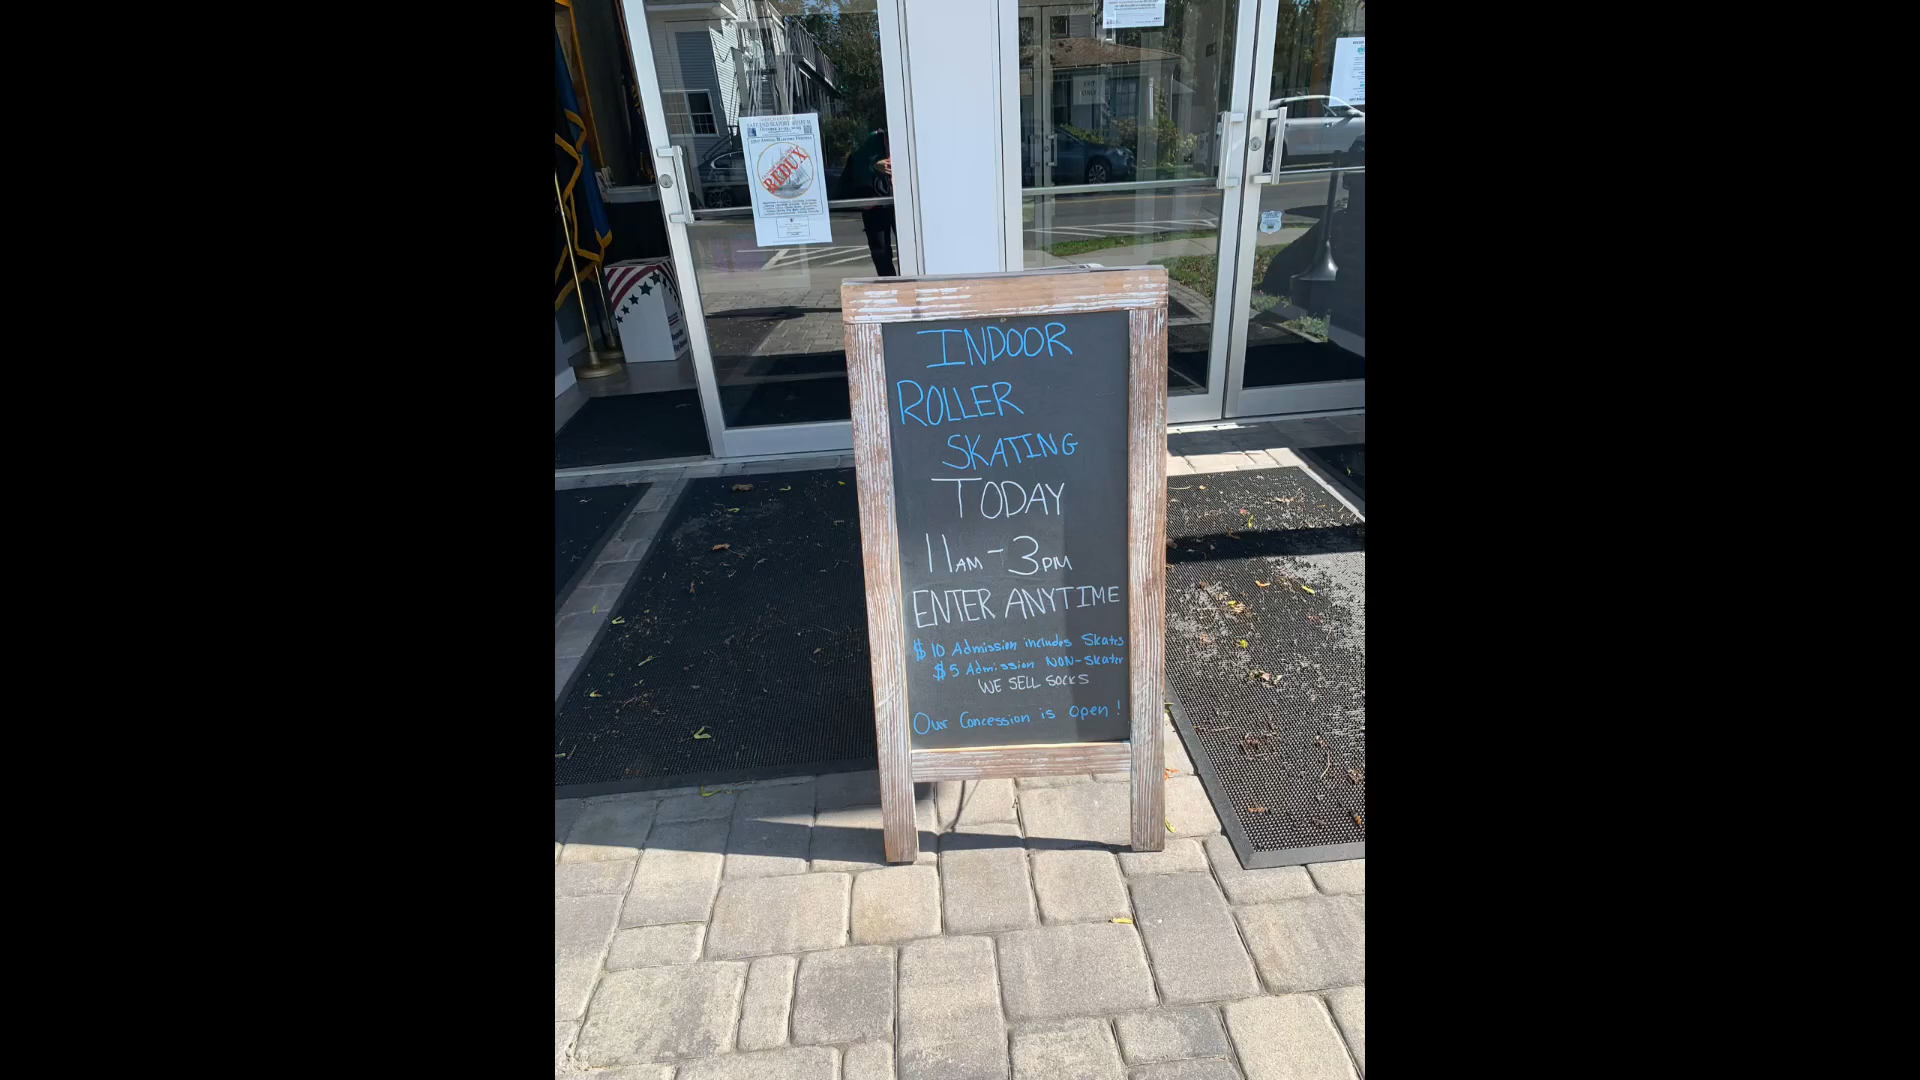 REDUX
INDOOR
ROLLER
SKATING
TODAY
11AM-3PM
ENTER ANYTIME
$10 Admission includes Skates
$5 Admission NON-Skater
WE SELL SOCKS
Our Concession is Open!